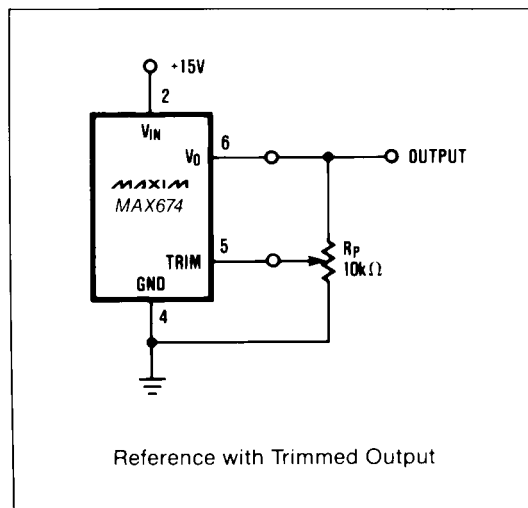 +15V
2
VIN
6
VO
OUTPUT
MAXIM
MAX674
5
TRIM
RP
10kΩ
GND
4
Reference with Trimmed Output